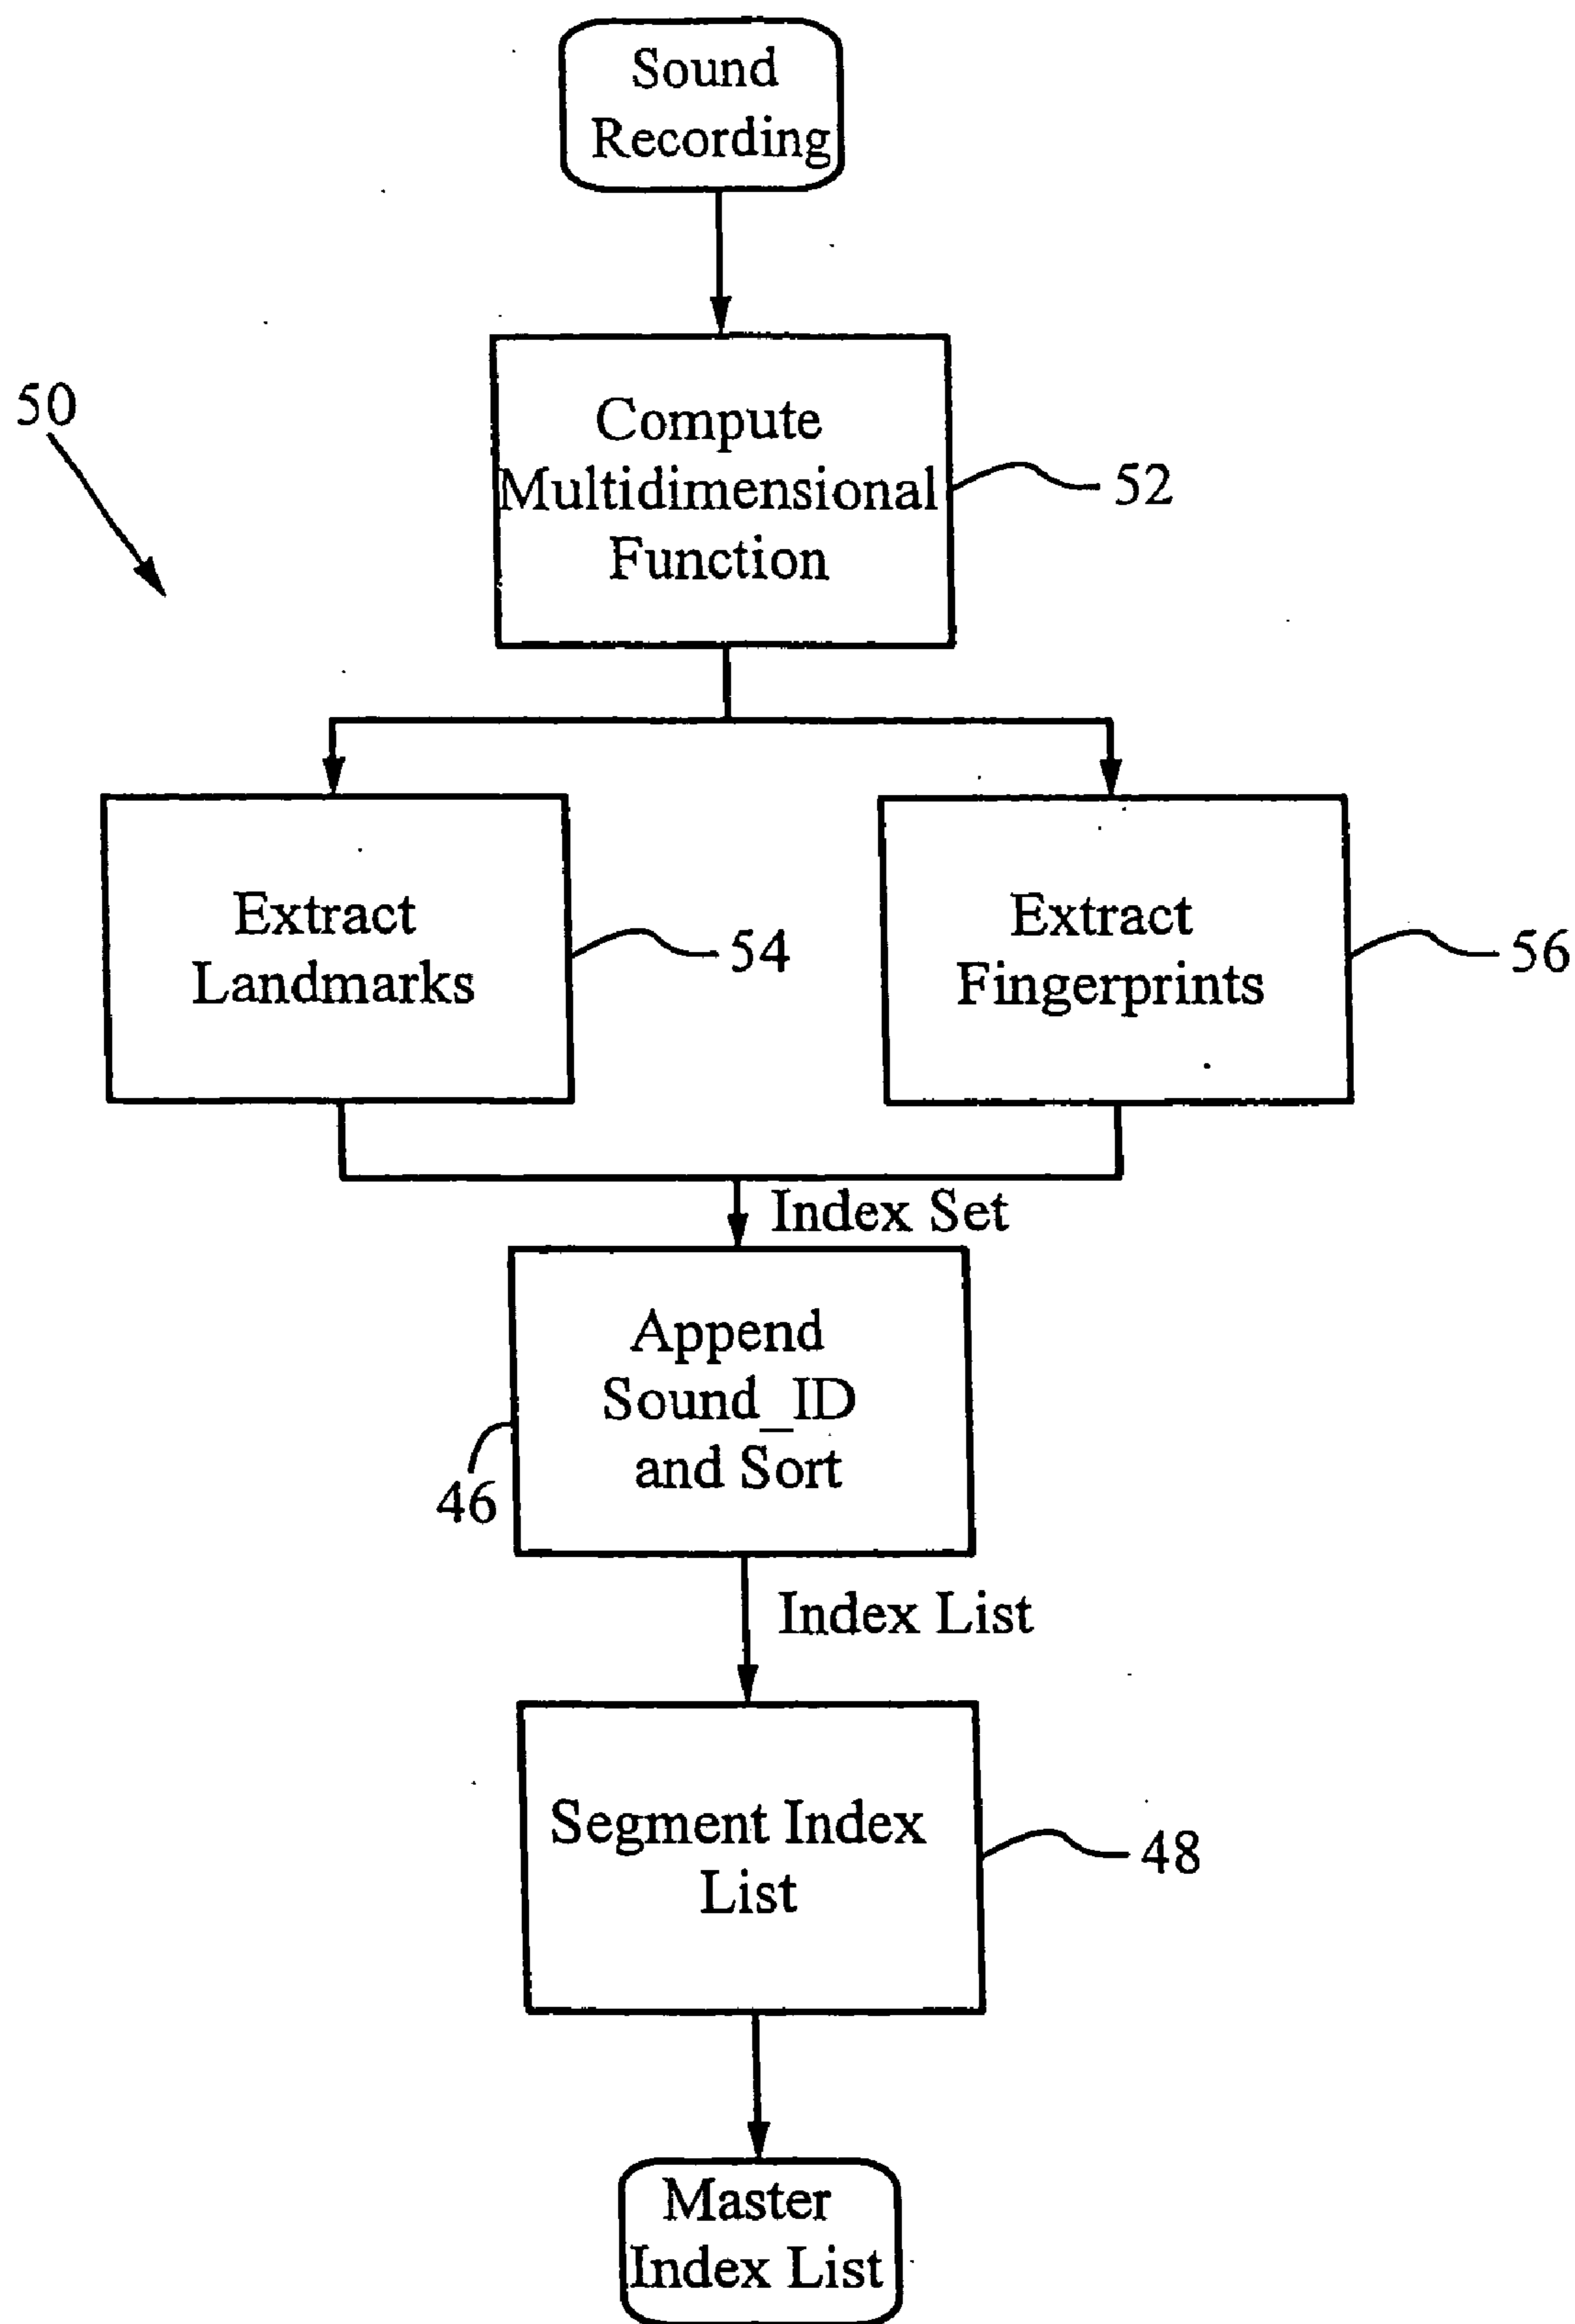 Sound
Recording
50
Compute
Multidimensional
Function
52
Extract
Landmarks
54
Extract
Fingerprints
56
Index Set
Append
Sound_ID
and Sort
46
Index List
Segment Index
List
48
Master
Index List